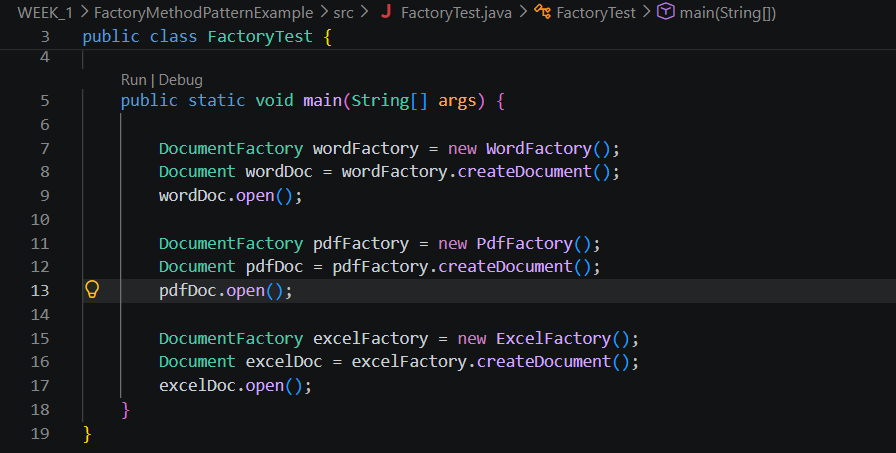 WEEK_1 > FactoryMethodPatternExample > src > J FactoryTest.java > FactoryTest > main(String[])
3 public class FactoryTest {
4
Run | Debug
5 public static void main(String[] args) {
6
7 DocumentFactory wordFactory = new WordFactory();
8 Document wordDoc = wordFactory.createDocument();
9 wordDoc.open();
10
11 DocumentFactory pdfFactory = new PdfFactory();
12 Document pdfDoc = pdfFactory.createDocument();
13 pdfDoc.open();
14
15 DocumentFactory excelFactory = new ExcelFactory();
16 Document excelDoc = excelFactory.createDocument();
17 excelDoc.open();
18 }
19 }